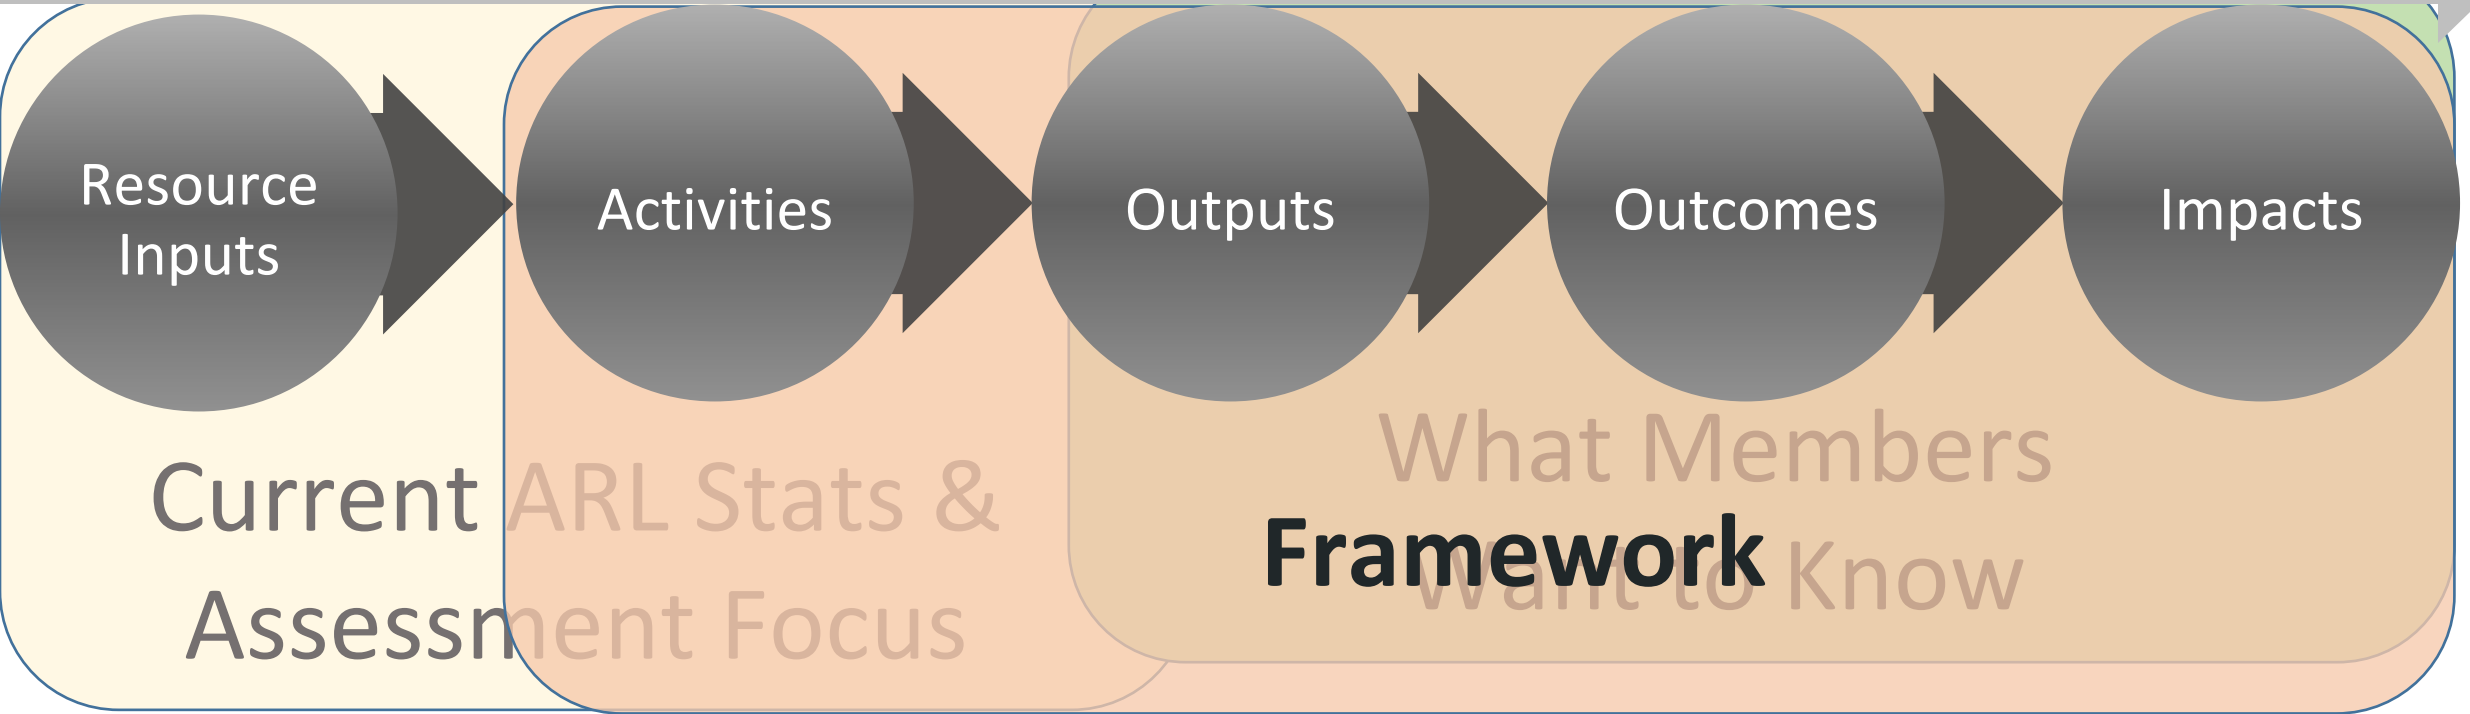 Resource
Inputs
Activities
Outputs
Outcomes
Impacts
Current ARL Stats &
Assessment Focus
What Members
Want to Know
Framework